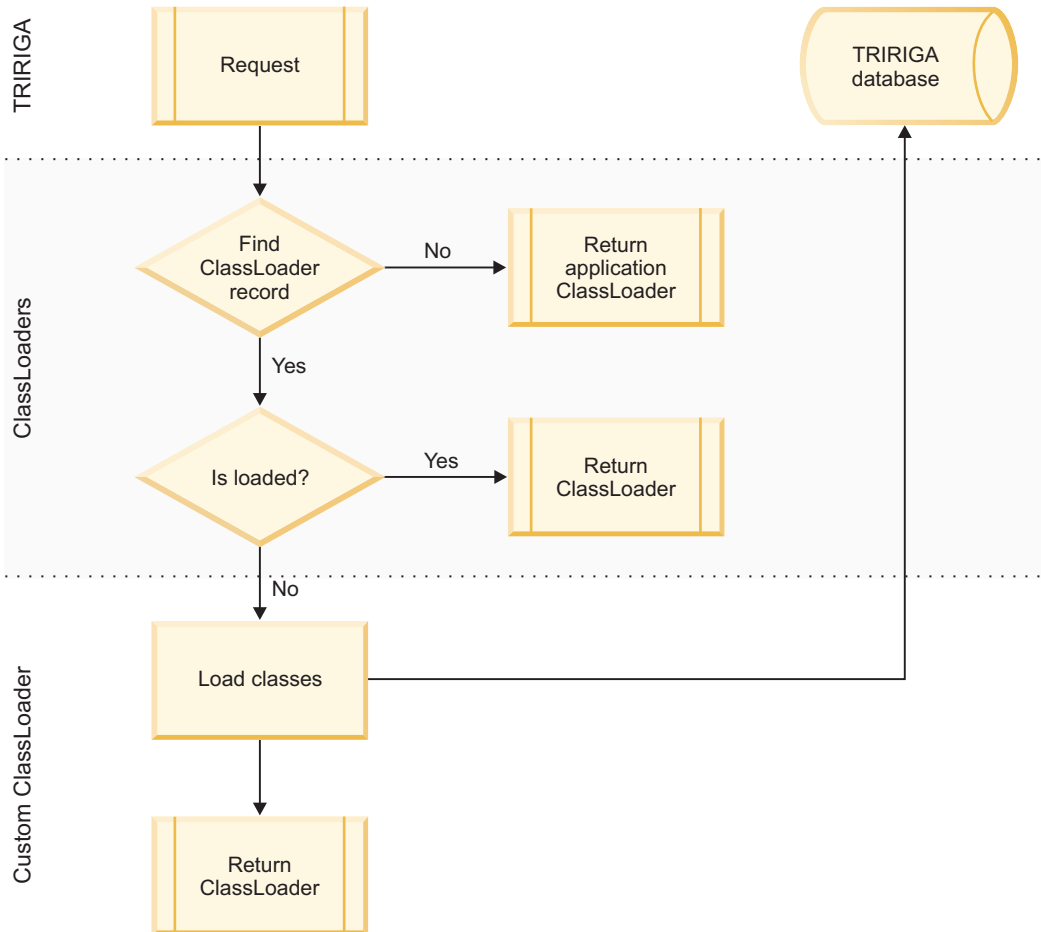 TRIRIGA
Request
TRIRIGA
database
ClassLoaders
Find
ClassLoader
record
No
Return
application
ClassLoader
Yes
Is loaded?
Yes
Return
ClassLoader
No
Custom ClassLoader
Load classes
Return
ClassLoader